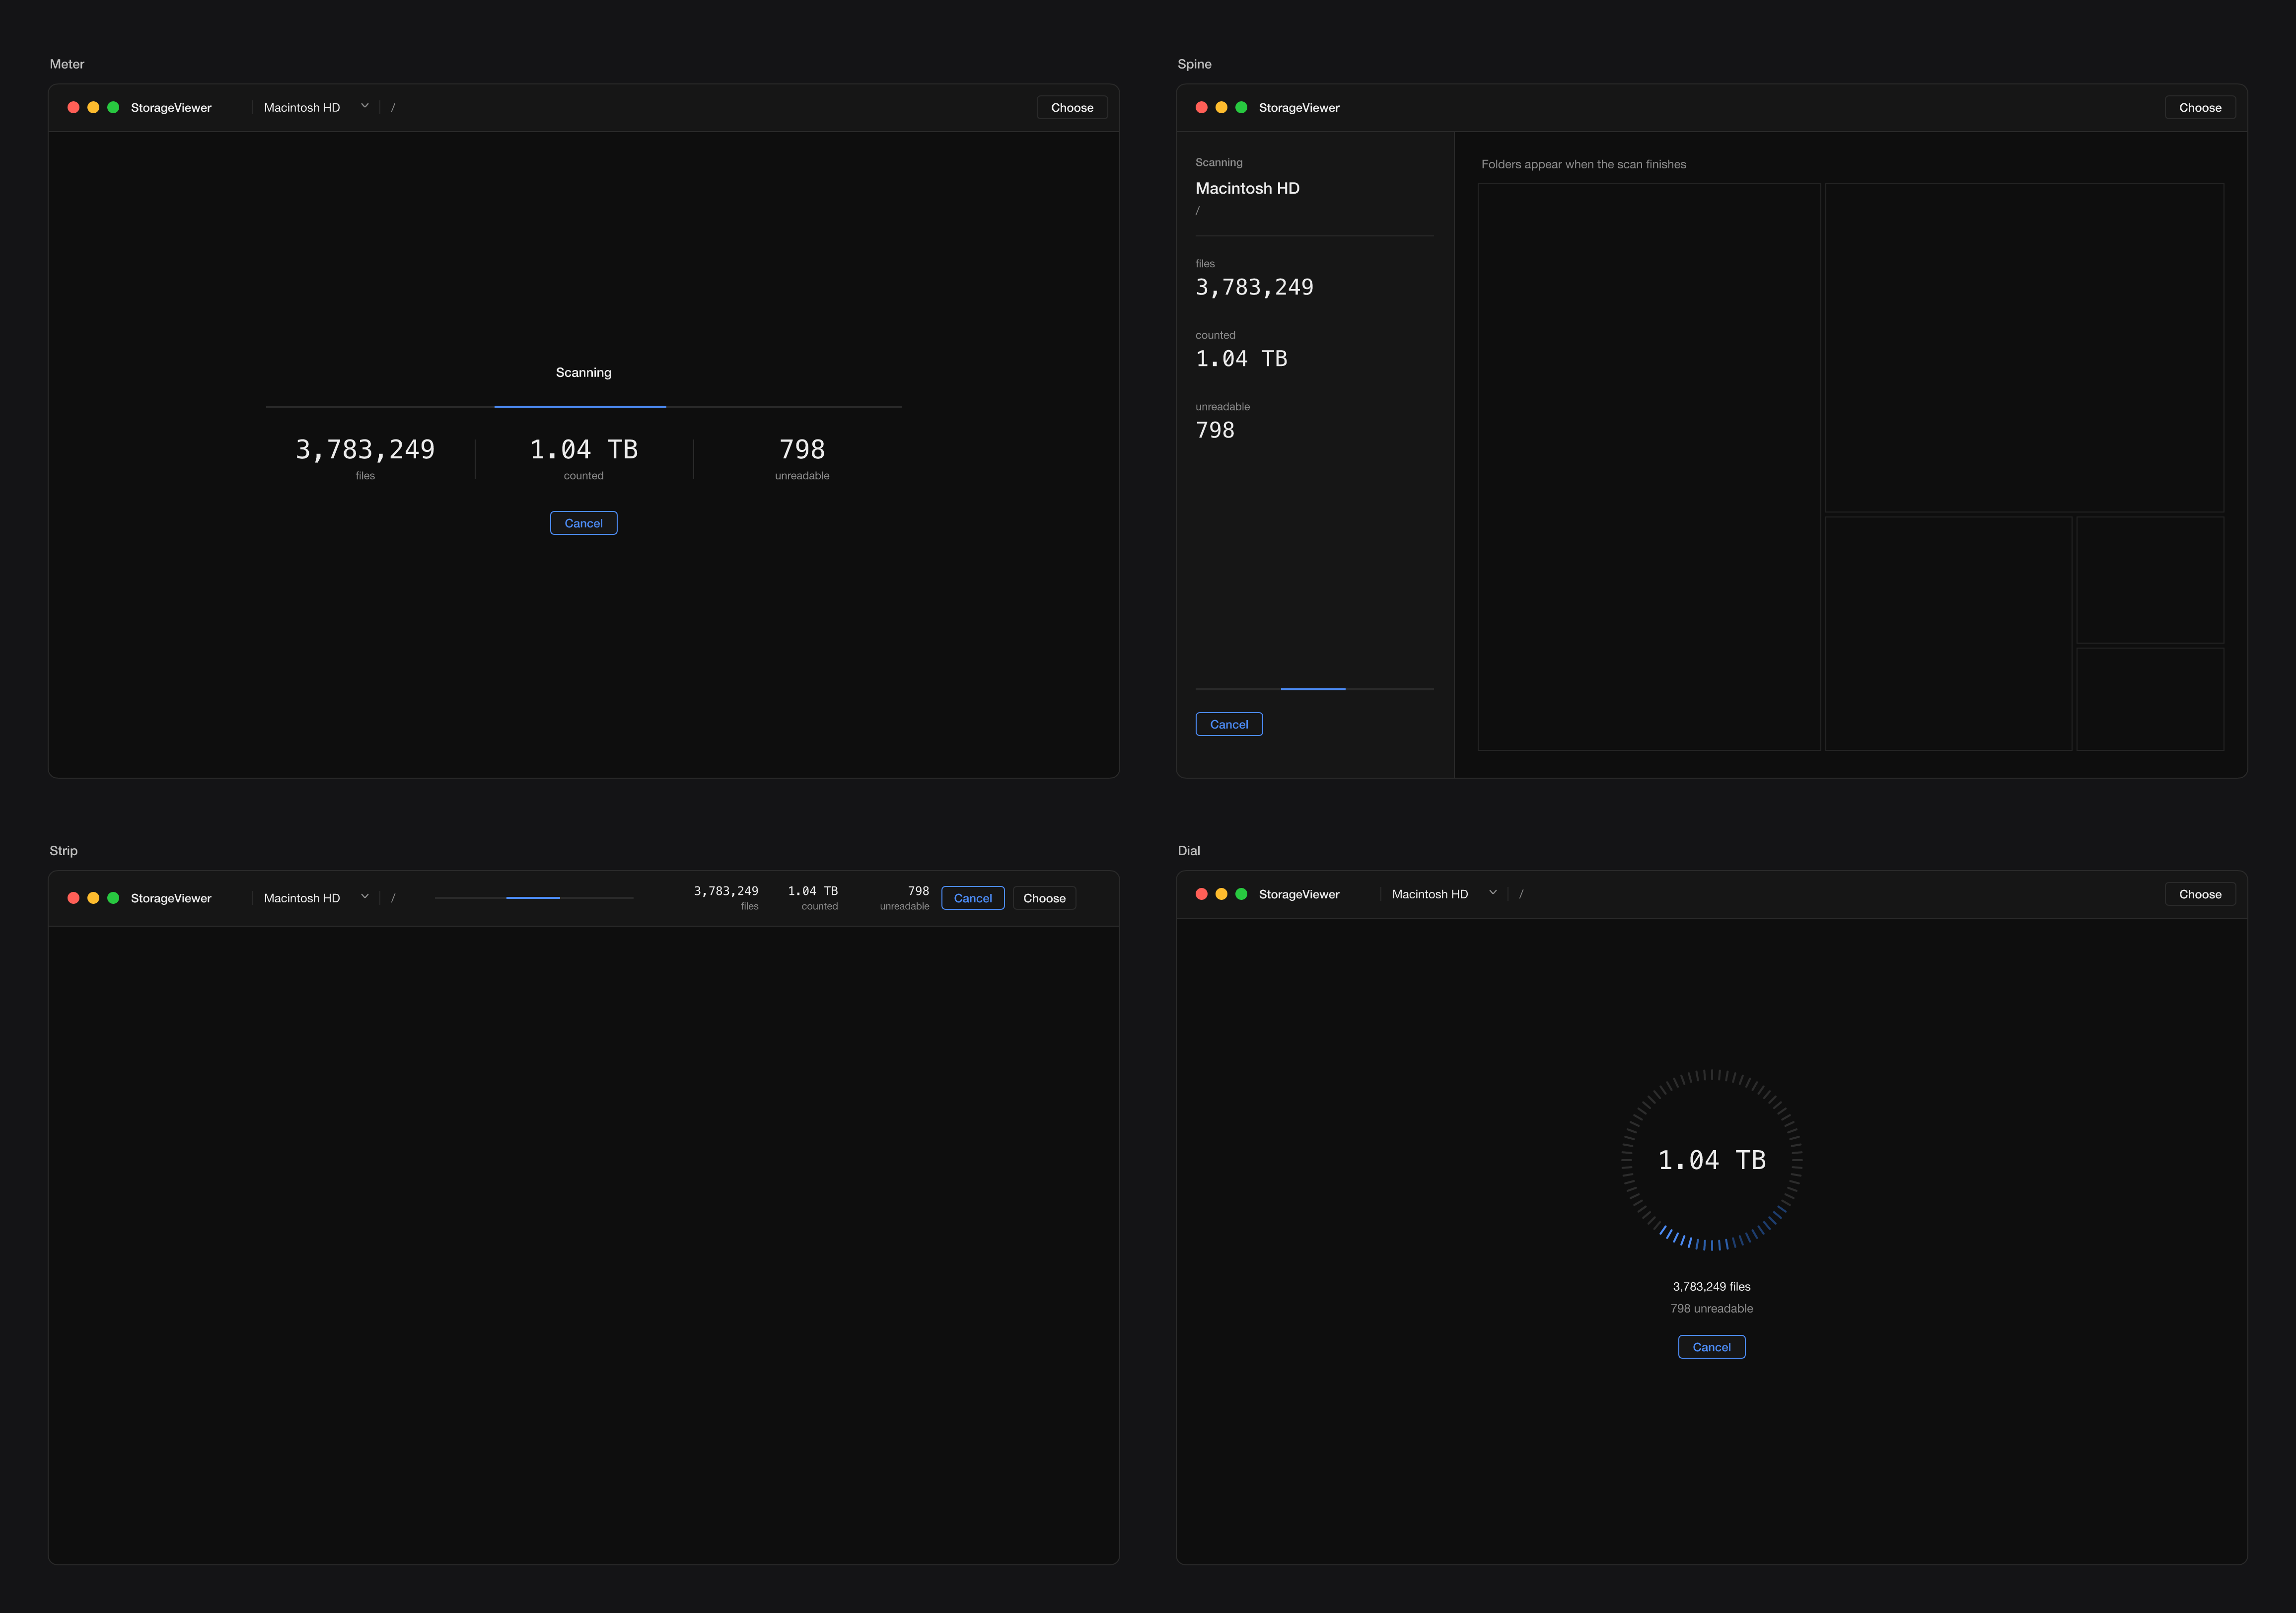 Meter
StorageViewer Macintosh HD / Choose
Scanning
3,783,249 1.04 TB 798
files counted unreadable
Cancel
Spine
StorageViewer Choose
Scanning
Macintosh HD
/
files
3,783,249
counted
1.04 TB
unreadable
798
Cancel
Folders appear when the scan finishes
Strip
StorageViewer Macintosh HD / 3,783,249 1.04 TB 798 Cancel Choose
files counted unreadable
Dial
StorageViewer Macintosh HD / Choose
1.04 TB
3,783,249 files
798 unreadable
Cancel